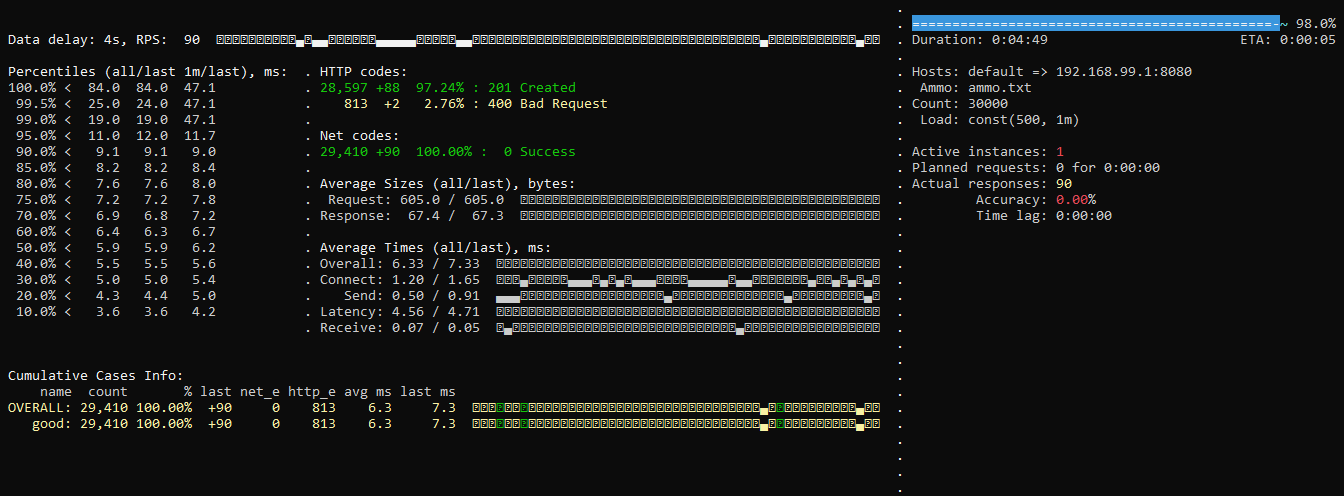 Data delay: 4s, RPS: 90
Percentiles (all/last 1m/last), ms:
100.0% < 84.0 84.0 47.1
99.5% < 25.0 24.0 47.1
99.0% < 19.0 19.0 47.1
95.0% < 11.0 12.0 11.7
90.0% < 9.1 9.1 9.0
85.0% < 8.2 8.2 8.4
80.0% < 7.6 7.6 8.0
75.0% < 7.2 7.2 7.8
70.0% < 6.9 6.8 7.2
60.0% < 6.4 6.3 6.7
50.0% < 5.9 5.9 6.2
40.0% < 5.5 5.5 5.6
30.0% < 5.0 5.0 5.4
20.0% < 4.3 4.4 5.0
10.0% < 3.6 3.6 4.2
. HTTP codes:
. 28,597 +88 97.24% : 201 Created
. 813 +2 2.76% : 400 Bad Request
. Net codes:
. 29,410 +90 100.00% : 0 Success
. Average Sizes (all/last), bytes:
. Request: 605.0 / 605.0
. Response: 67.4 / 67.3
. Average Times (all/last), ms:
. Overall: 6.33 / 7.33
. Connect: 1.20 / 1.65
. Send: 0.50 / 0.91
. Latency: 4.56 / 4.71
. Receive: 0.07 / 0.05
Cumulative Cases Info:
name count % last net_e http_e avg ms last ms
OVERALL: 29,410 100.00% +90 0 813 6.3 7.3
good: 29,410 100.00% +90 0 813 6.3 7.3
. ==============================================-~ 98.0%
. Duration: 0:04:49 ETA: 0:00:05
. Hosts: default => 192.168.99.1:8080
. Ammo: ammo.txt
. Count: 30000
. Load: const(500, 1m)
. Active instances: 1
. Planned requests: 0 for 0:00:00
. Actual responses: 90
. Accuracy: 0.00%
. Time lag: 0:00:00